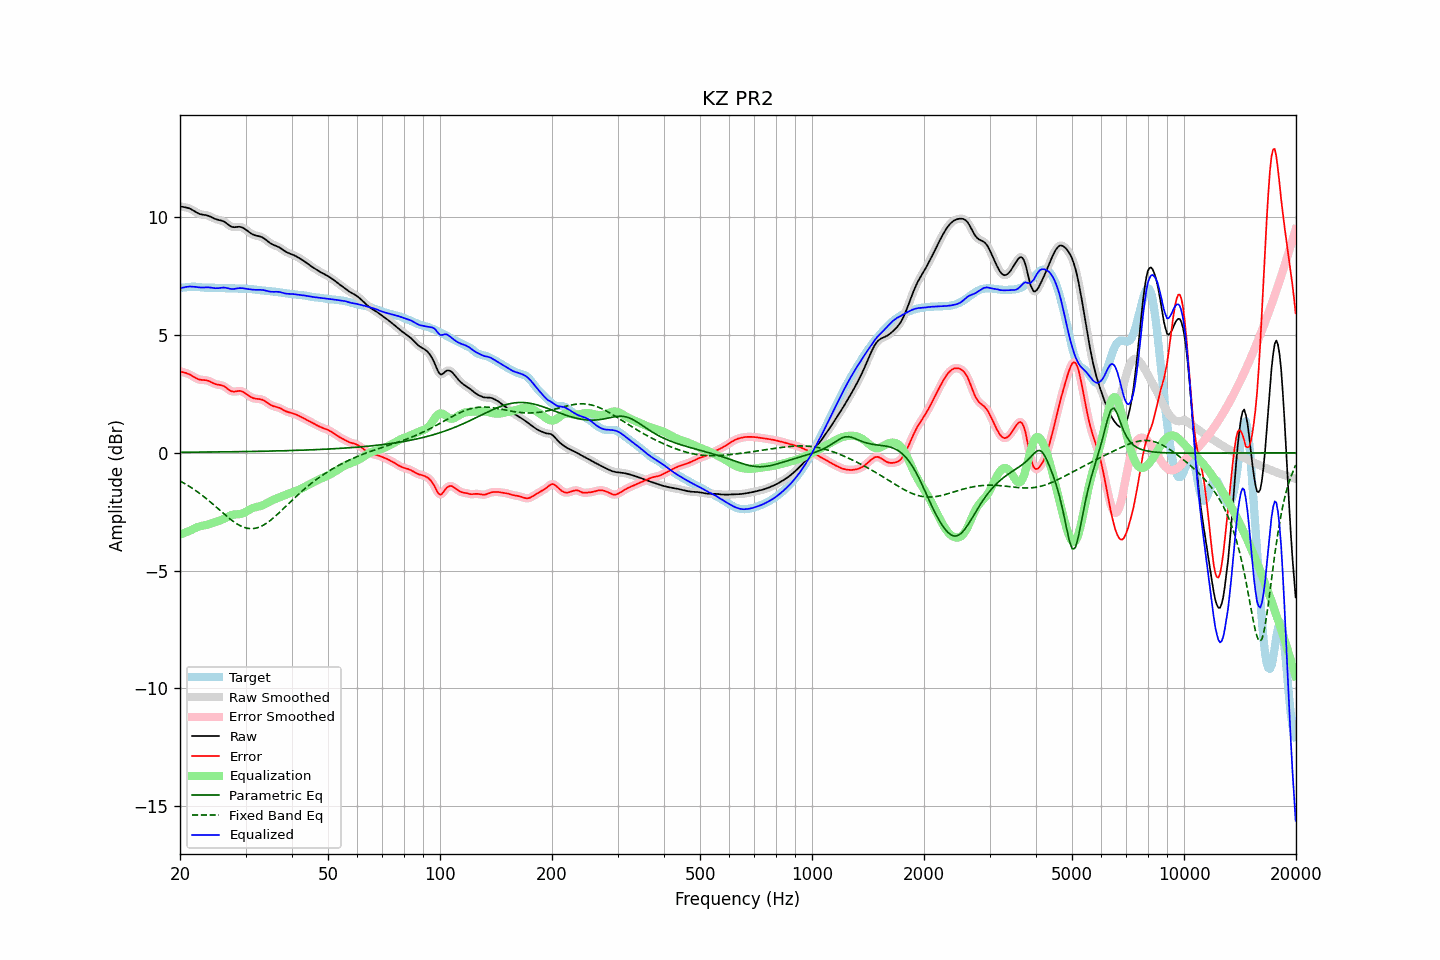 KZ PR2
Amplitude (dBr)
10
5
0
−5
−10
−15
Target
Raw Smoothed
Error Smoothed
Raw
Error
Equalization
Parametric Eq
Fixed Band Eq
Equalized
20 50 100 200 500 1000 2000 5000 10000 20000
Frequency (Hz)